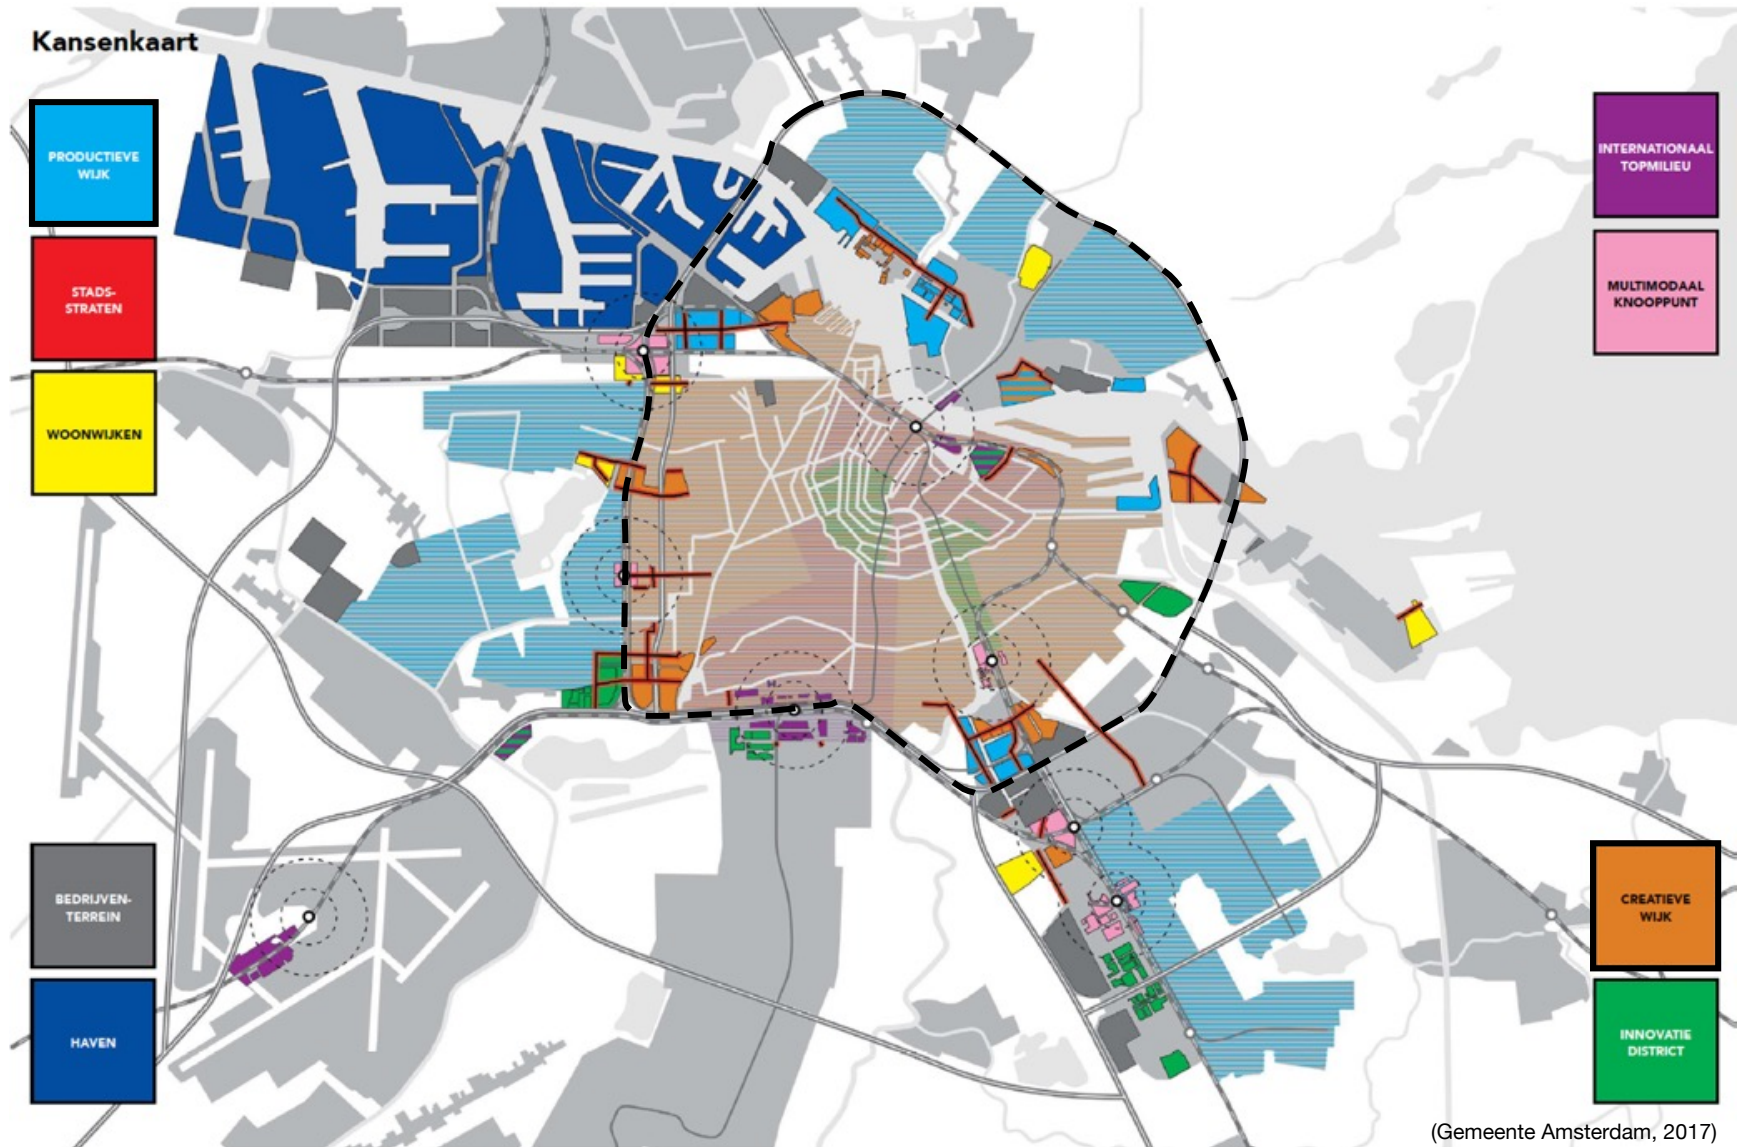 Kansenkaart
PRODUCTIEVE
WIJK
STADS-
STRATEN
WOONWIJKEN
BEDRIJVEN-
TERREIN
HAVEN
INTERNATIONAAL
TOPMILIEU
MULTIMODAAL
KNOOPPUNT
CREATIEVE
WIJK
INNOVATIE
DISTRICT
(Gemeente Amsterdam, 2017)